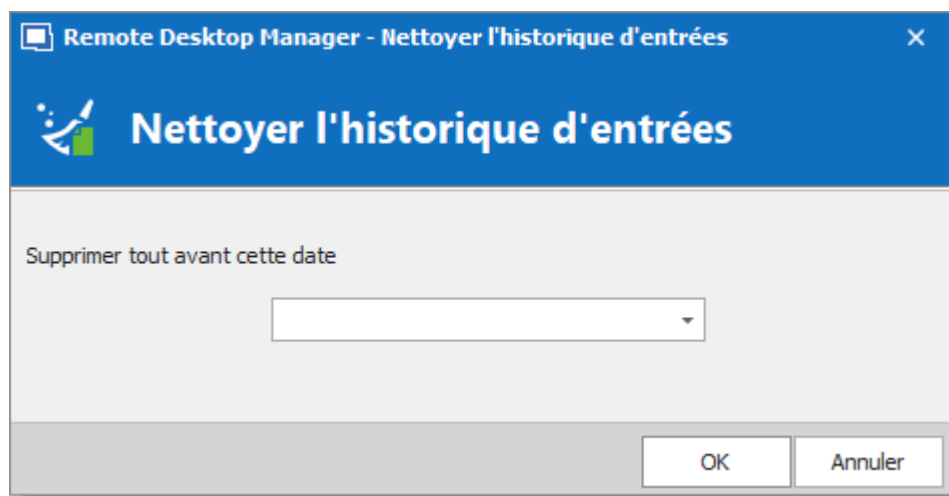 Remote Desktop Manager - Nettoyer l'historique d'entrées
Nettoyer l'historique d'entrées
Supprimer tout avant cette date
OK Annuler